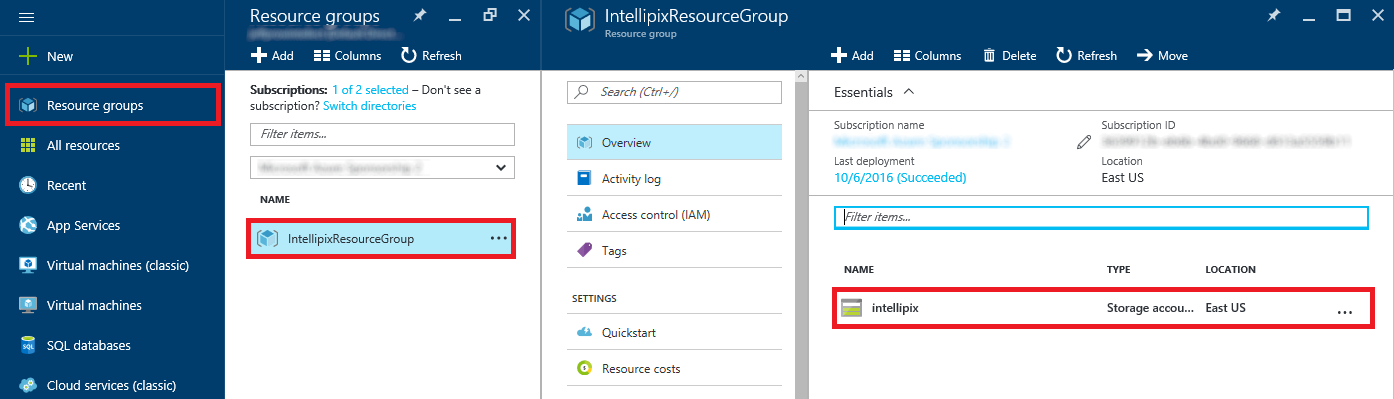 New
Resource groups
All resources
Recent
App Services
Virtual machines (classic)
Virtual machines
SQL databases
Cloud services (classic)
Resource groups
Add Columns Refresh
Subscriptions: 1 of 2 selected – Don't see a
subscription? Switch directories
Filter items...
NAME
IntellipixResourceGroup ...
IntellipixResourceGroup
Resource group
Search (Ctrl+/)
Overview
Activity log
Access control (IAM)
Tags
SETTINGS
Quickstart
Resource costs
Add Columns Delete Refresh Move
Essentials
Subscription name Subscription ID
Last deployment Location
10/6/2016 (Succeeded) East US
Filter items...
NAME TYPE LOCATION
intellipix Storage accou... East US ...